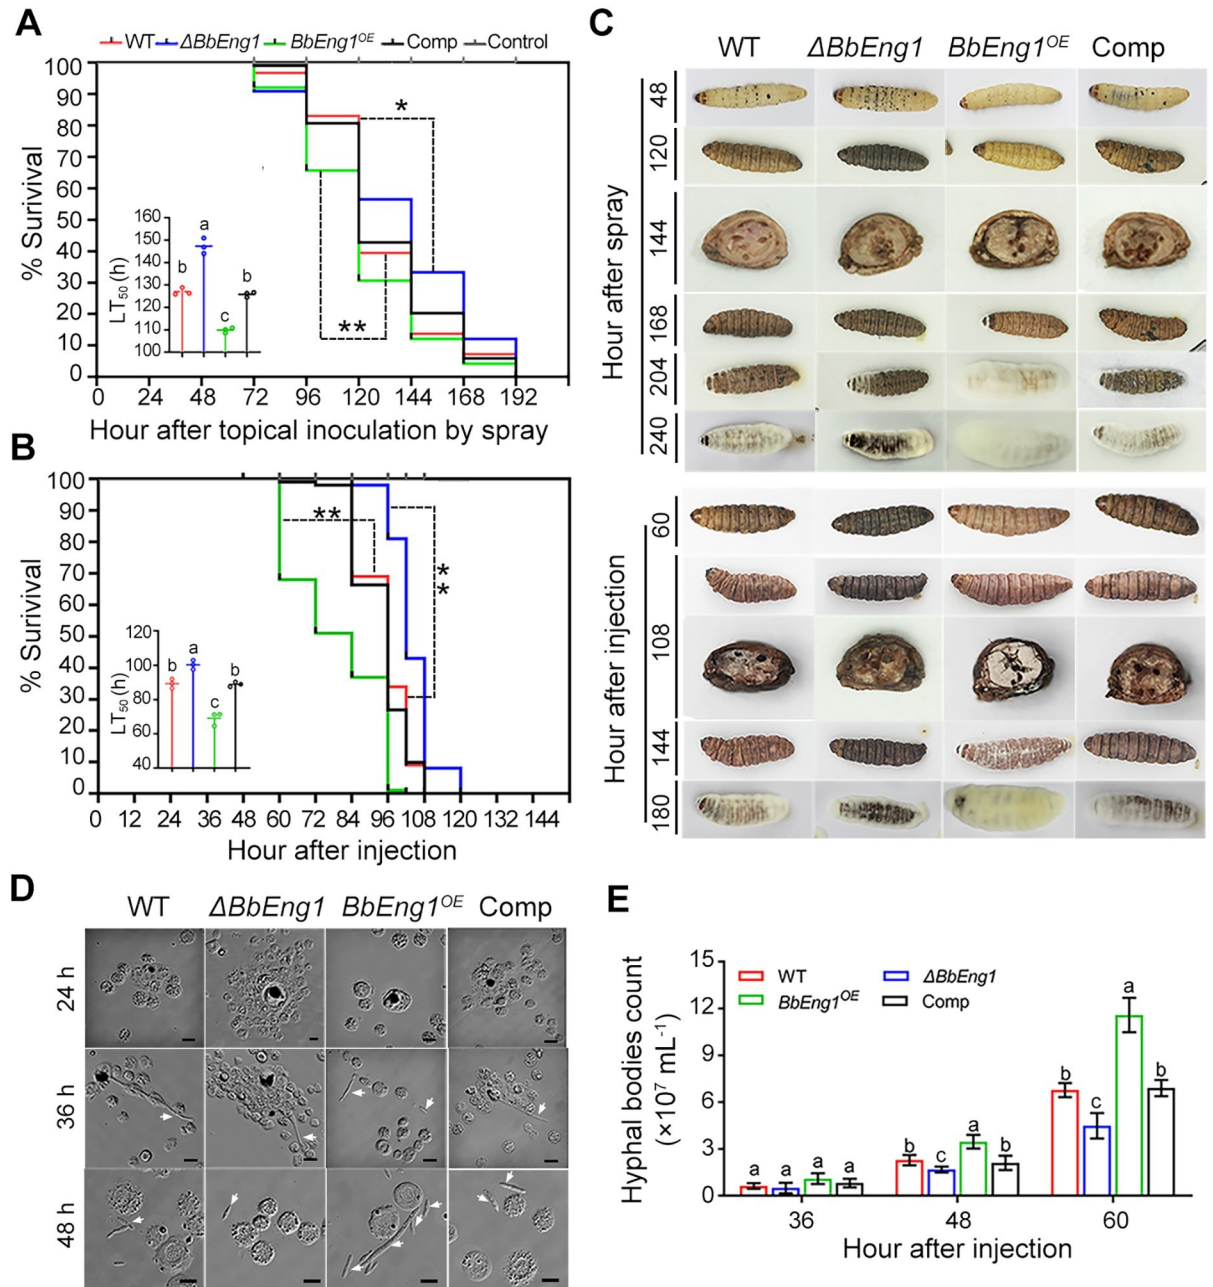 A
WT ΔBbEng1 BbEng1OE Comp Control
100
90
80
70
60
50
40
30
20
10
0
% Surivival
*
**
160
150
140
130
120
110
100
LT50 (h)
b a c b
0 24 48 72 96 120 144 168 192
Hour after topical inoculation by spray
B
100
90
80
70
60
50
40
30
20
10
0
% Surivival
**
**
120
100
80
60
40
LT50 (h)
b a c b
0 12 24 36 48 60 72 84 96 108 120 132 144
Hour after injection
C
WT ΔBbEng1 BbEng1OE Comp
Hour after spray
48
120
144
168
204
240
Hour after injection
60
108
144
180
D
WT ΔBbEng1 BbEng1OE Comp
24 h
36 h
48 h
E
Hyphal bodies count
(×10⁷ mL⁻¹)
15
12
9
6
3
0
WT ΔBbEng1
BbEng1OE Comp
a a a a
b c a b
b c a b
36 48 60
Hour after injection